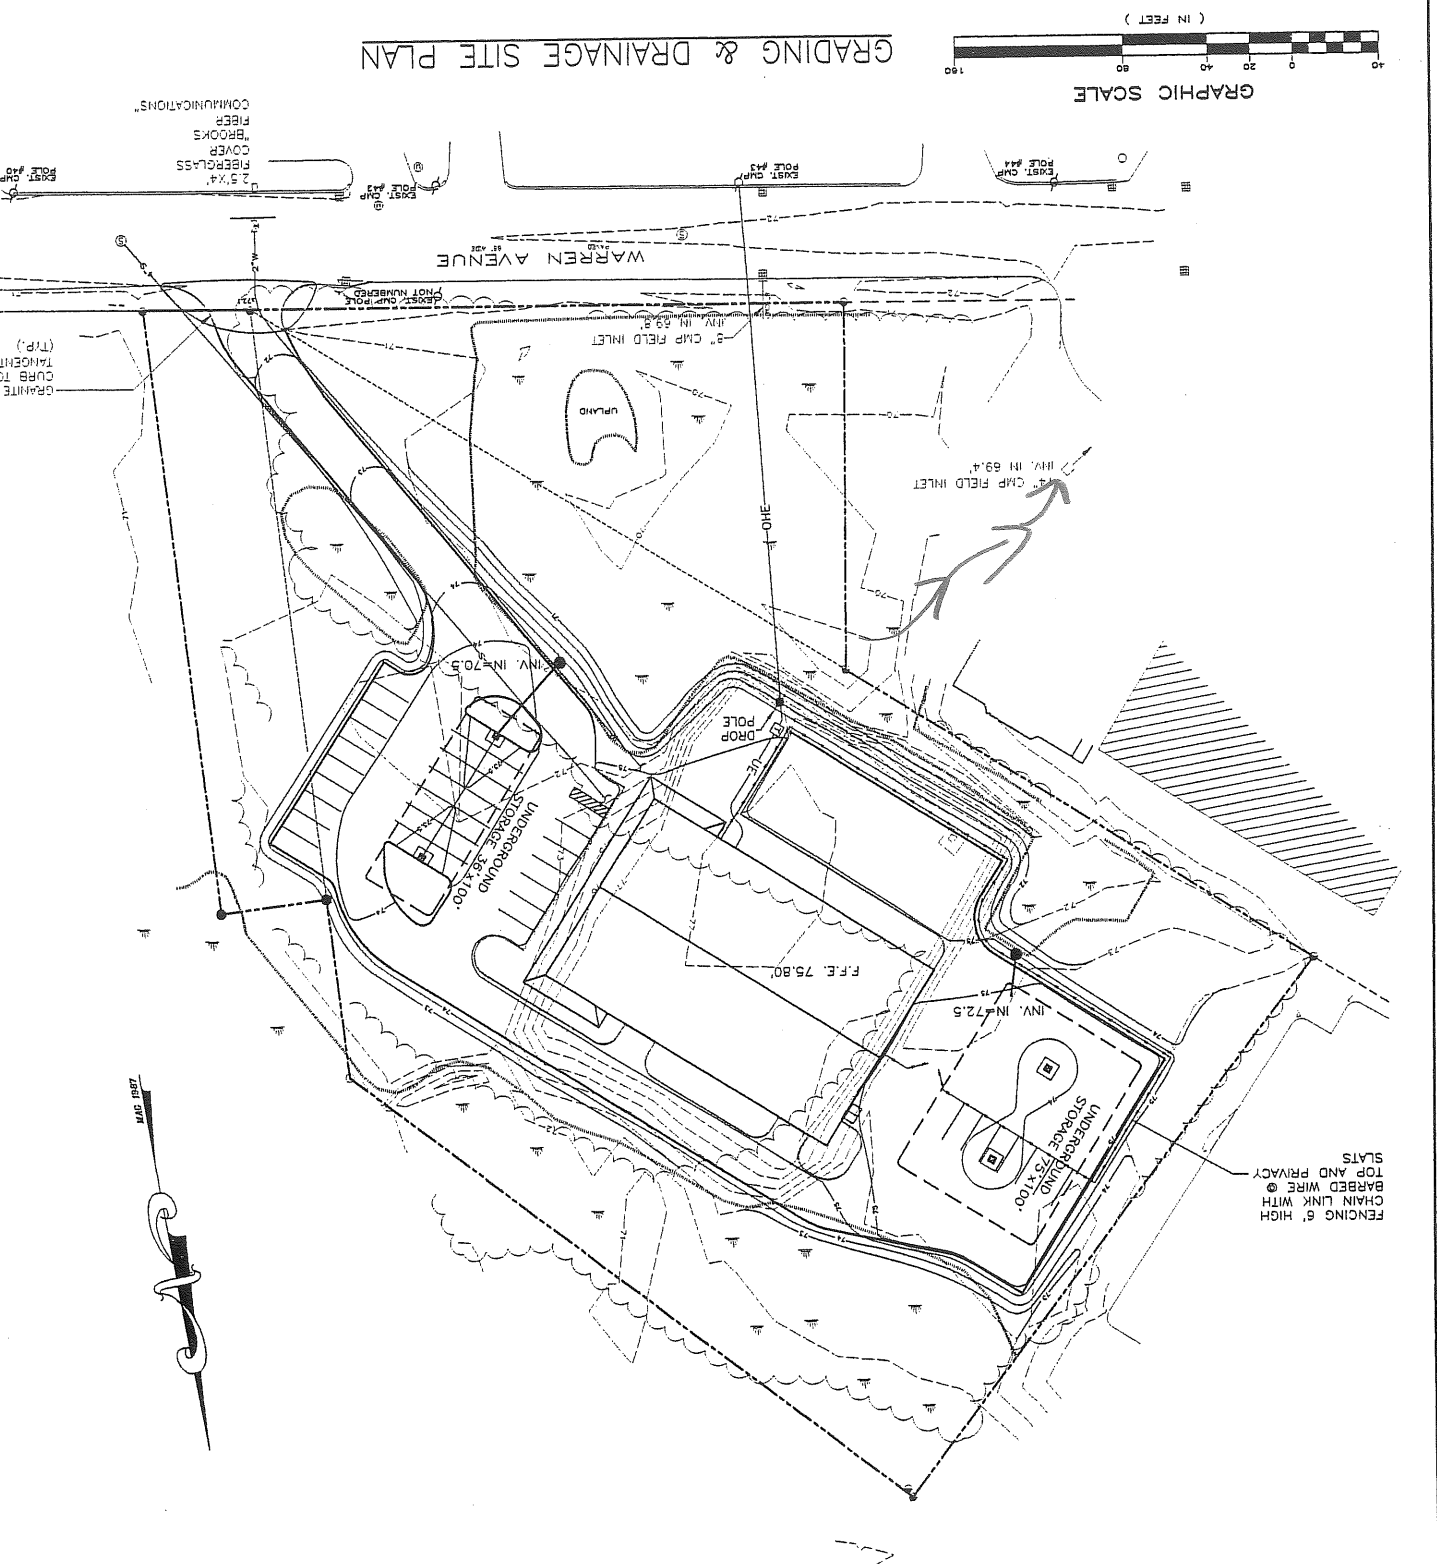 FENCING 6' HIGH
CHAIN LINK WITH
BARBED WIRE @
TOP AND PRIVACY
SLATS
MAG 1987
UNDERGROUND
STORAGE 75'x100'
INV. IN=72.5
F.F.E. 75.80'
UNDERGROUND
STORAGE 36'x100'
INV. IN=70.5
DROP
POLE
UE
OHE
UPLAND
4" CMP FIELD INLET
INV. IN 69.4'
8" CMP FIELD INLET
INV. IN 69.8'
GRANITE
CURB TO
TANGENT
(TYP.)
EXIST. CMP POLE
NOT NUMBERED
WARREN AVENUE
PAVED
EXIST. CMP
POLE #44
EXIST. CMP
POLE #43
EXIST. CMP
POLE #42
EXIST. CMP
POLE #40
2.5'X4'
FIBERGLASS
COVER
"BROOKS
FIBER
COMMUNICATIONS"
GRAPHIC SCALE
40 0 20 40 80 160
( IN FEET )
GRADING & DRAINAGE SITE PLAN